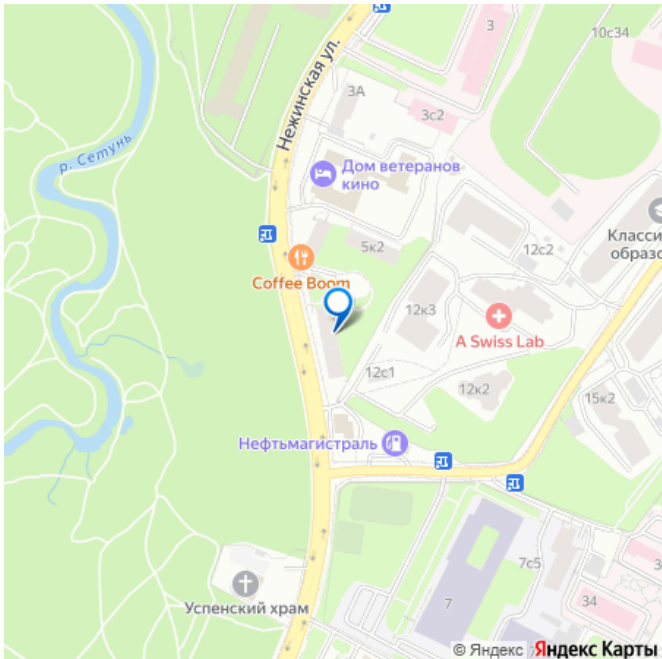 3
10с34
Нежинская ул.
3А
3с2
р. Сетунь
Дом ветеранов
кино
5к2
12с2
Класси
образо
Coffee Boom
12к3
A Swiss Lab
12с1
12к2
15к2
Нефтьмагистраль
7с5
7
34
Успенский храм
© Яндекс Яндекс Карты